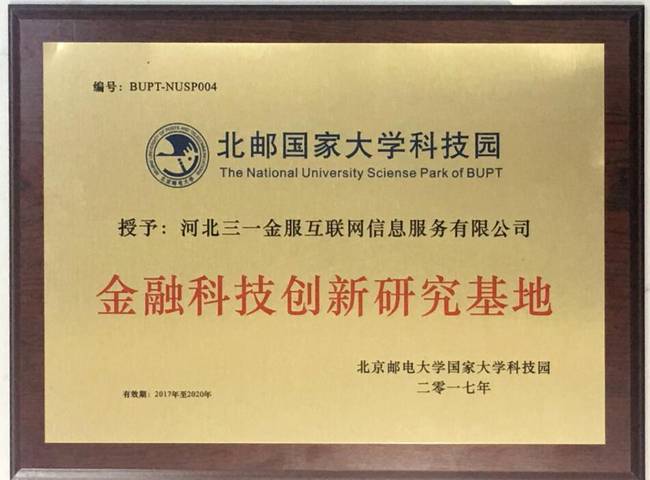 编号：BUPT-NUSP004
北邮国家大学科技园
The National University Sciense Park of BUPT
授予：河北三一金服互联网信息服务有限公司
金融科技创新研究基地
北京邮电大学国家大学科技园
二零一七年
有效期：2017年至2020年